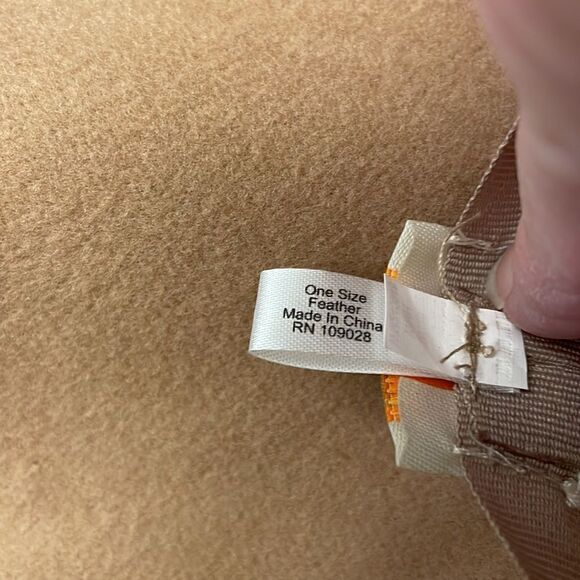 One Size
Feather
Made In China
RN 109028